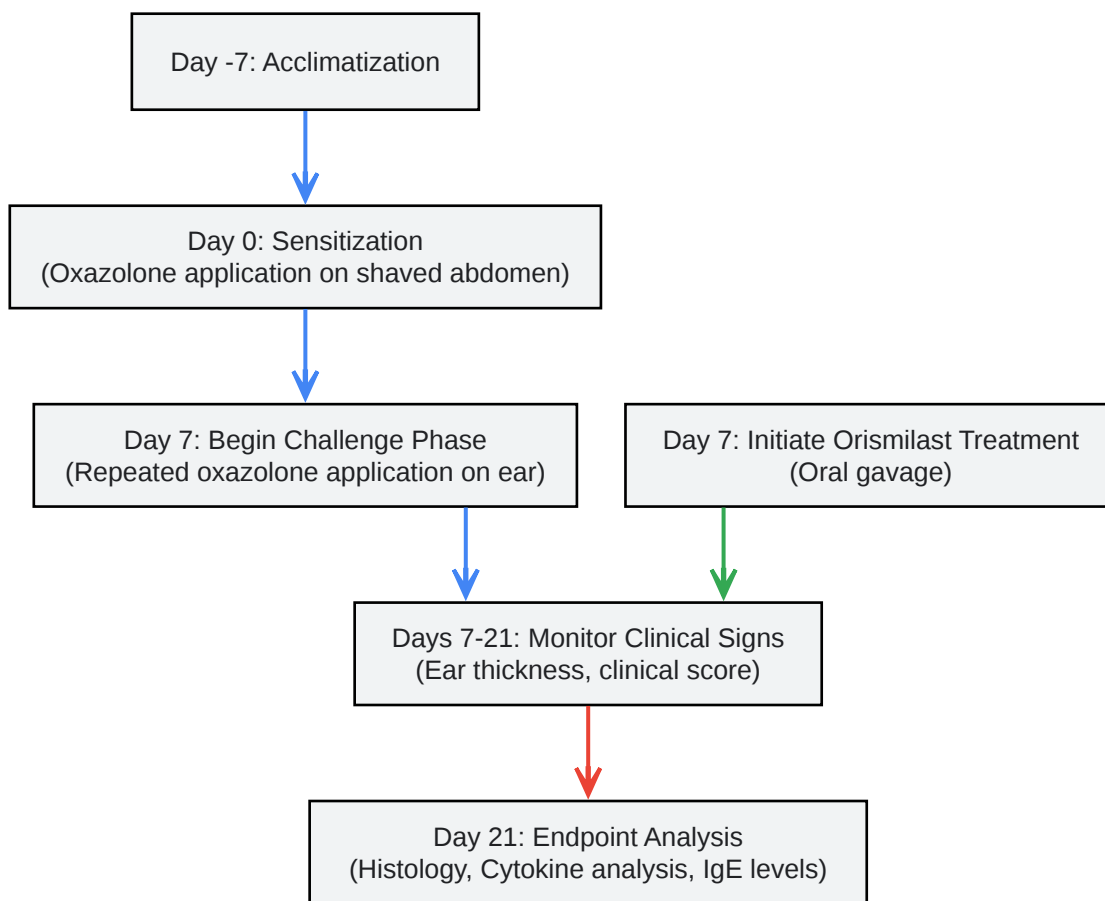 Day -7: Acclimatization
Day 0: Sensitization
(Oxazolone application on shaved abdomen)
Day 7: Begin Challenge Phase
(Repeated oxazolone application on ear)
Day 7: Initiate Orismilast Treatment
(Oral gavage)
Days 7-21: Monitor Clinical Signs
(Ear thickness, clinical score)
Day 21: Endpoint Analysis
(Histology, Cytokine analysis, IgE levels)